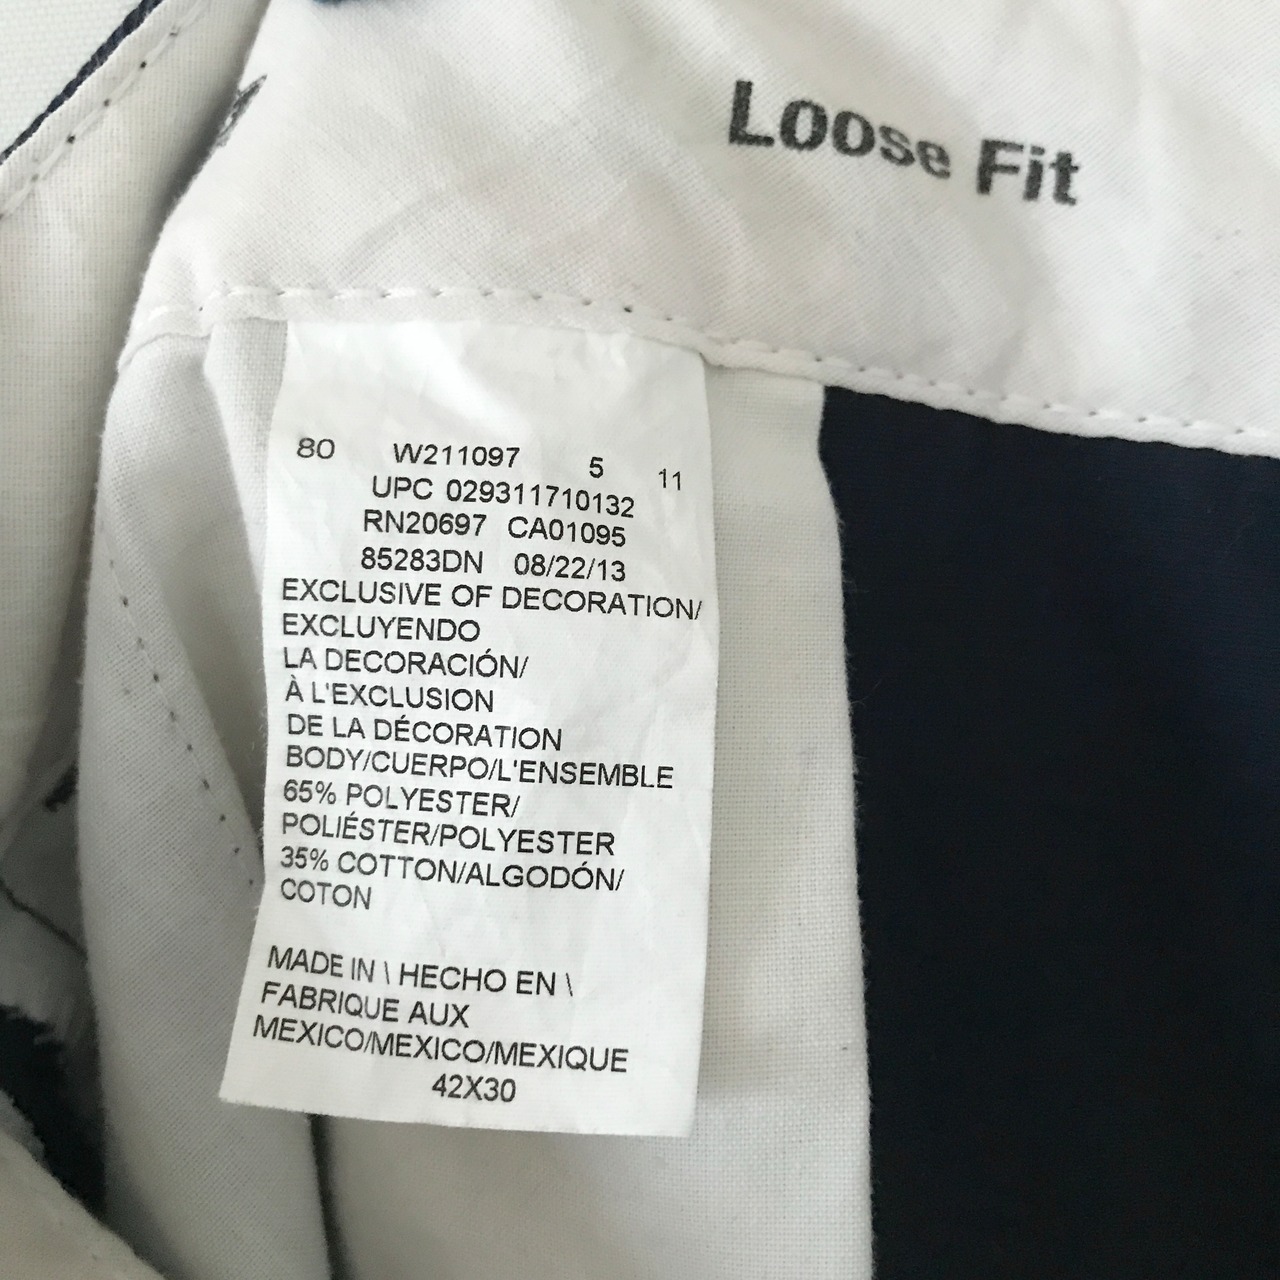 Loose Fit
80 W211097 5 11
UPC 029311710132
RN20697 CA01095
85283DN 08/22/13
EXCLUSIVE OF DECORATION/
EXCLUYENDO
LA DECORACIÓN/
À L'EXCLUSION
DE LA DÉCORATION
BODY/CUERPO/L'ENSEMBLE
65% POLYESTER/
POLIÉSTER/POLYESTER
35% COTTON/ALGODÓN/
COTON
MADE IN \ HECHO EN \
FABRIQUE AUX
MEXICO/MEXICO/MEXIQUE
42X30